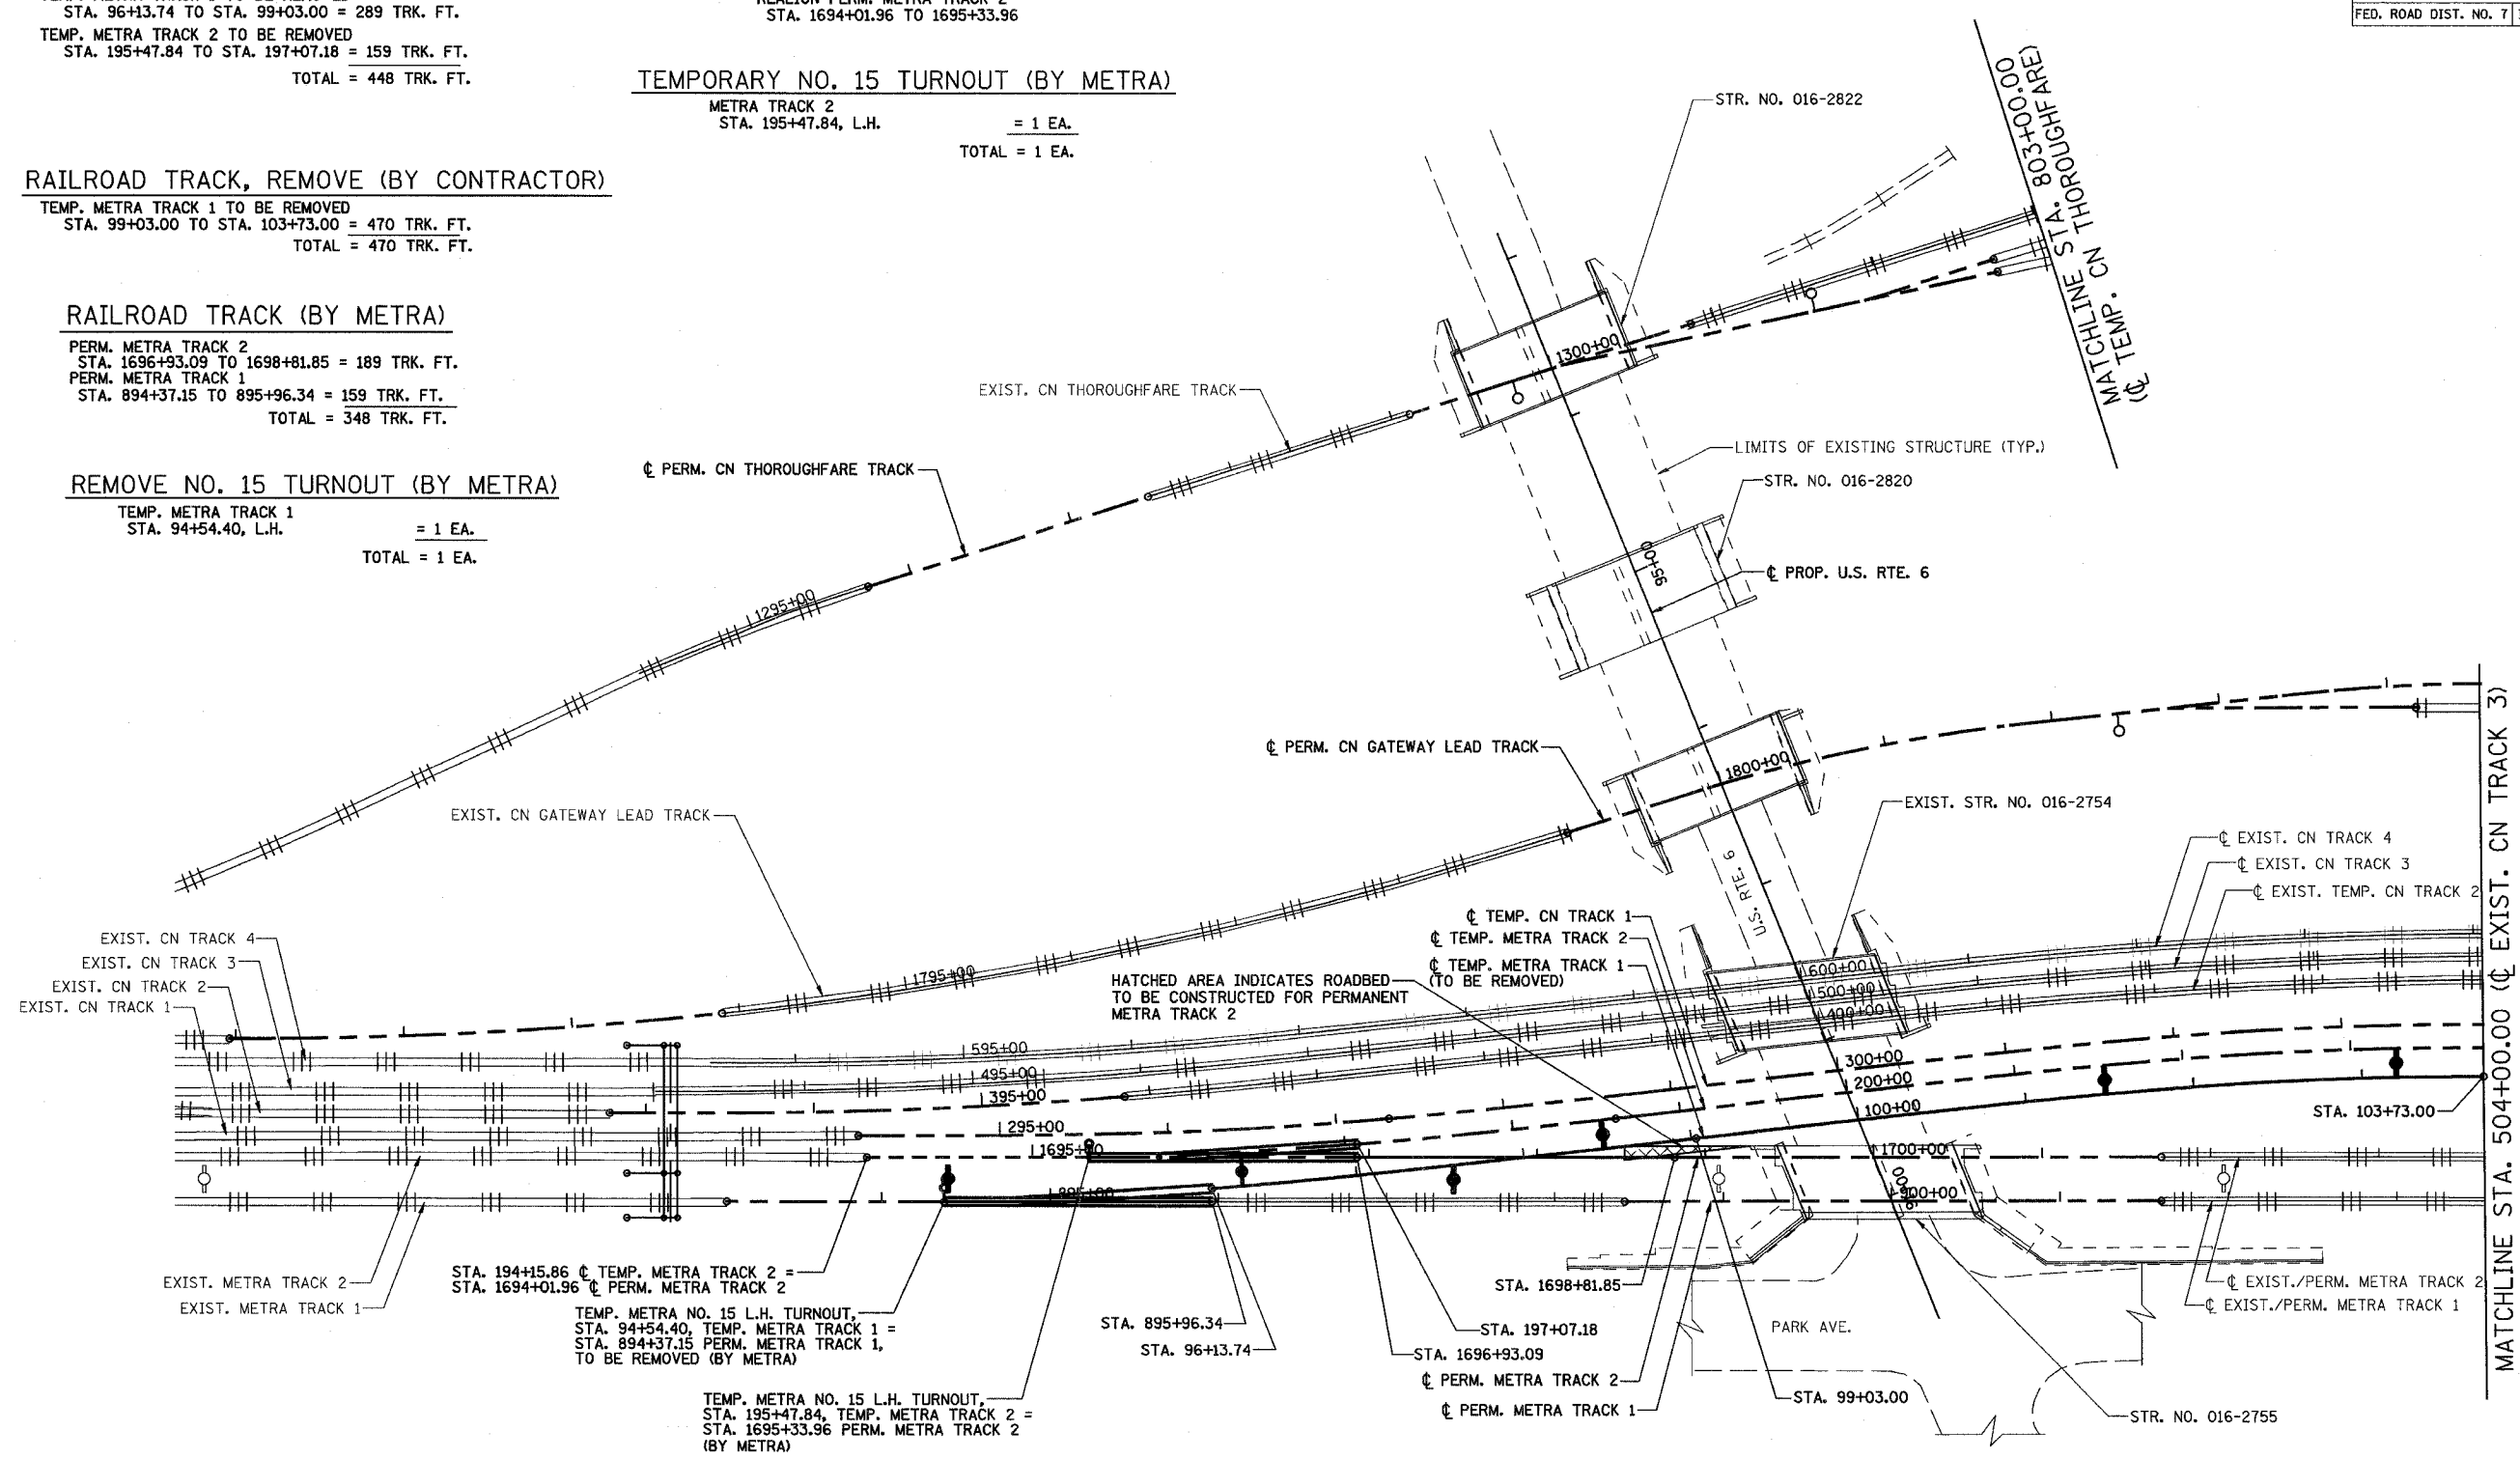 STA. 96+13.74 TO STA. 99+03.00 = 289 TRK. FT.
TEMP. METRA TRACK 2 TO BE REMOVED
STA. 195+47.84 TO STA. 197+07.18 = 159 TRK. FT.
TOTAL = 448 TRK. FT.
REALIGN PERM. METRA TRACK 2
STA. 1694+01.96 TO 1695+33.96
TEMPORARY NO. 15 TURNOUT (BY METRA)
METRA TRACK 2
STA. 195+47.84, L.H. = 1 EA.
TOTAL = 1 EA.
FED. ROAD DIST. NO. 7
RAILROAD TRACK, REMOVE (BY CONTRACTOR)
TEMP. METRA TRACK 1 TO BE REMOVED
STA. 99+03.00 TO STA. 103+73.00 = 470 TRK. FT.
TOTAL = 470 TRK. FT.
RAILROAD TRACK (BY METRA)
PERM. METRA TRACK 2
STA. 1696+93.09 TO 1698+81.85 = 189 TRK. FT.
PERM. METRA TRACK 1
STA. 894+37.15 TO 895+96.34 = 159 TRK. FT.
TOTAL = 348 TRK. FT.
REMOVE NO. 15 TURNOUT (BY METRA)
TEMP. METRA TRACK 1
STA. 94+54.40, L.H. = 1 EA.
TOTAL = 1 EA.
STR. NO. 016-2822
MATCHLINE STA. 803+00.00
(℄ TEMP. CN THOROUGHFARE)
1300+00
EXIST. CN THOROUGHFARE TRACK
LIMITS OF EXISTING STRUCTURE (TYP.)
℄ PERM. CN THOROUGHFARE TRACK
STR. NO. 016-2820
95+00
℄ PROP. U.S. RTE. 6
1295+00
℄ PERM. CN GATEWAY LEAD TRACK
1800+00
EXIST. CN GATEWAY LEAD TRACK
EXIST. STR. NO. 016-2754
℄ EXIST. CN TRACK 4
℄ EXIST. CN TRACK 3
℄ EXIST. TEMP. CN TRACK 2
U.S. RTE. 6
℄ TEMP. CN TRACK 1
℄ TEMP. METRA TRACK 2
℄ TEMP. METRA TRACK 1
(TO BE REMOVED)
HATCHED AREA INDICATES ROADBED
TO BE CONSTRUCTED FOR PERMANENT
METRA TRACK 2
EXIST. CN TRACK 4
EXIST. CN TRACK 3
EXIST. CN TRACK 2
EXIST. CN TRACK 1
1795+00
600+00
500+00
400+00
595+00
495+00
395+00
300+00
200+00
100+00
295+00
1695+00
1700+00
895+00
900+00
STA. 103+73.00
MATCHLINE STA. 504+00.00 (℄ EXIST. CN TRACK 3)
EXIST. METRA TRACK 2
EXIST. METRA TRACK 1
STA. 194+15.86 ℄ TEMP. METRA TRACK 2 =
STA. 1694+01.96 ℄ PERM. METRA TRACK 2
TEMP. METRA NO. 15 L.H. TURNOUT,
STA. 94+54.40, TEMP. METRA TRACK 1 =
STA. 894+37.15 PERM. METRA TRACK 1,
TO BE REMOVED (BY METRA)
TEMP. METRA NO. 15 L.H. TURNOUT,
STA. 195+47.84, TEMP. METRA TRACK 2 =
STA. 1695+33.96 PERM. METRA TRACK 2
(BY METRA)
STA. 895+96.34
STA. 96+13.74
STA. 1698+81.85
STA. 197+07.18
STA. 1696+93.09
℄ PERM. METRA TRACK 2
℄ PERM. METRA TRACK 1
STA. 99+03.00
PARK AVE.
℄ EXIST./PERM. METRA TRACK 2
℄ EXIST./PERM. METRA TRACK 1
STR. NO. 016-2755